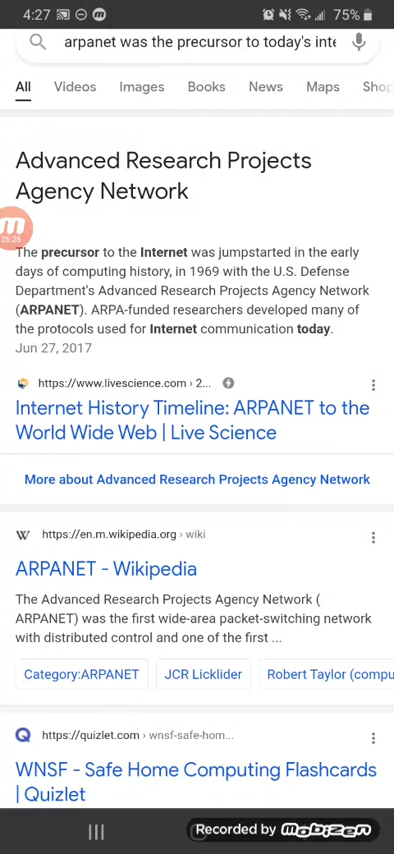 4:27 75%
arpanet was the precursor to today's inte
All Videos Images Books News Maps Shop
Advanced Research Projects
Agency Network
26:26
The precursor to the Internet was jumpstarted in the early
days of computing history, in 1969 with the U.S. Defense
Department's Advanced Research Projects Agency Network
(ARPANET). ARPA-funded researchers developed many of
the protocols used for Internet communication today.
Jun 27, 2017
https://www.livescience.com › 2...
Internet History Timeline: ARPANET to the
World Wide Web | Live Science
More about Advanced Research Projects Agency Network
W https://en.m.wikipedia.org › wiki
ARPANET - Wikipedia
The Advanced Research Projects Agency Network (
ARPANET) was the first wide-area packet-switching network
with distributed control and one of the first ...
Category:ARPANET JCR Licklider Robert Taylor (compu
https://quizlet.com › wnsf-safe-hom...
WNSF - Safe Home Computing Flashcards
| Quizlet
Recorded by mobizen